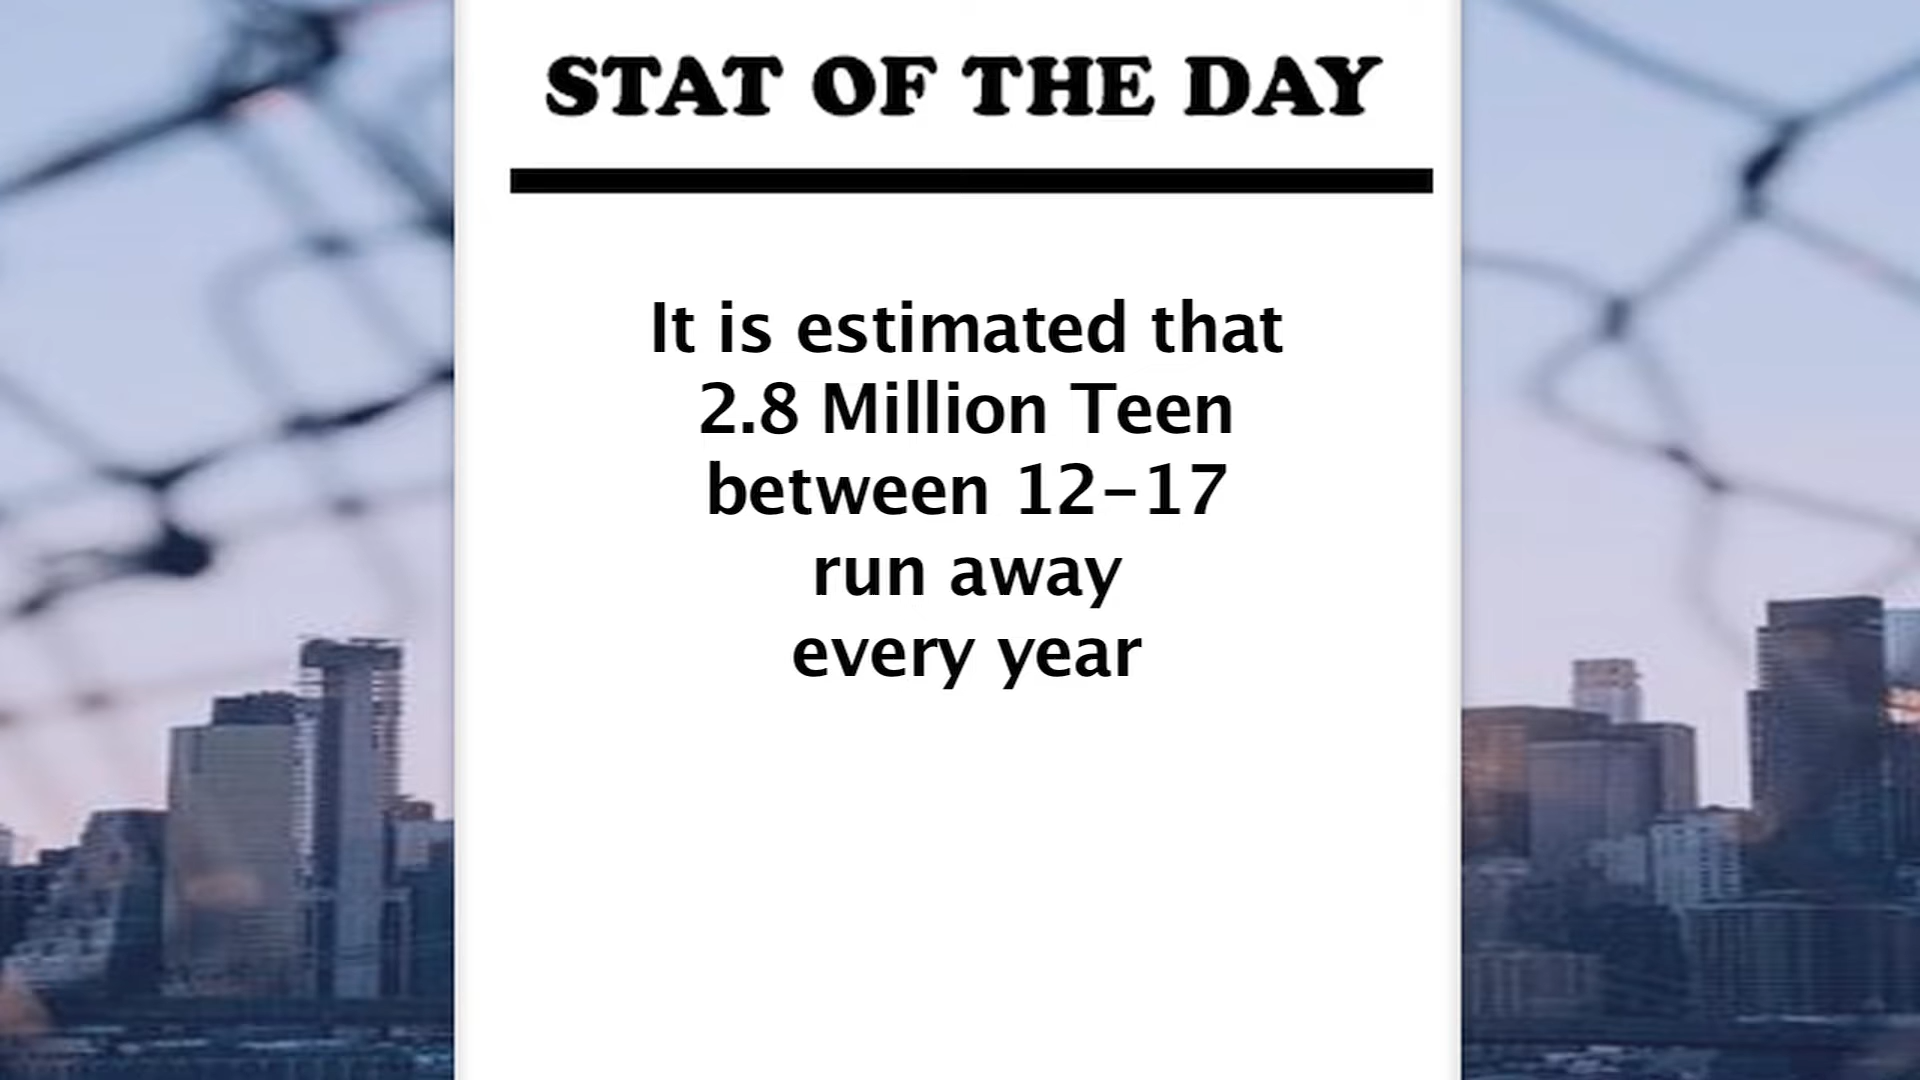 STAT OF THE DAY
It is estimated that
2.8 Million Teen
between 12-17
run away
every year